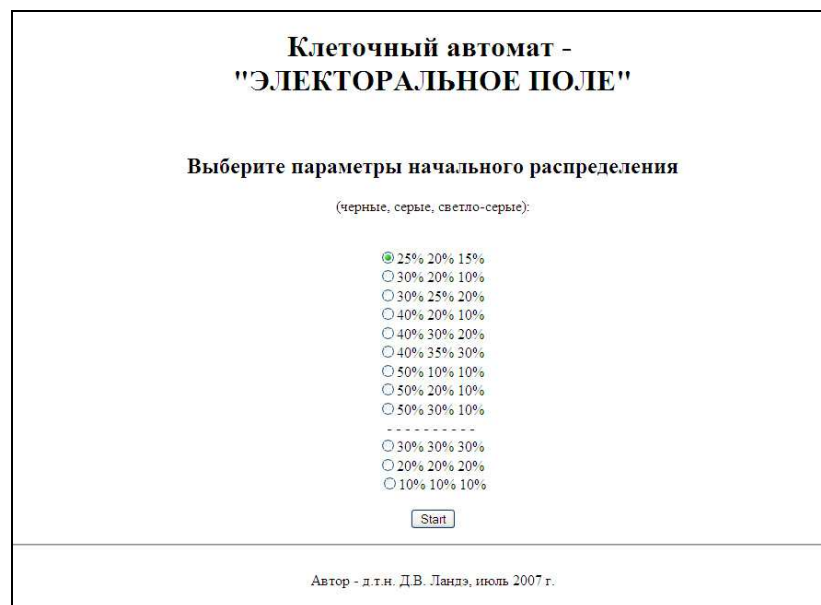 Клеточный автомат -
"ЭЛЕКТОРАЛЬНОЕ ПОЛЕ"
Выберите параметры начального распределения
(черные, серые, светло-серые):
25% 20% 15%
30% 20% 10%
30% 25% 20%
40% 20% 10%
40% 30% 20%
40% 35% 30%
50% 10% 10%
50% 20% 10%
50% 30% 10%
- - - - - - - - - -
30% 30% 30%
20% 20% 20%
10% 10% 10%
Start
Автор - д.т.н. Д.В. Ландэ, июль 2007 г.